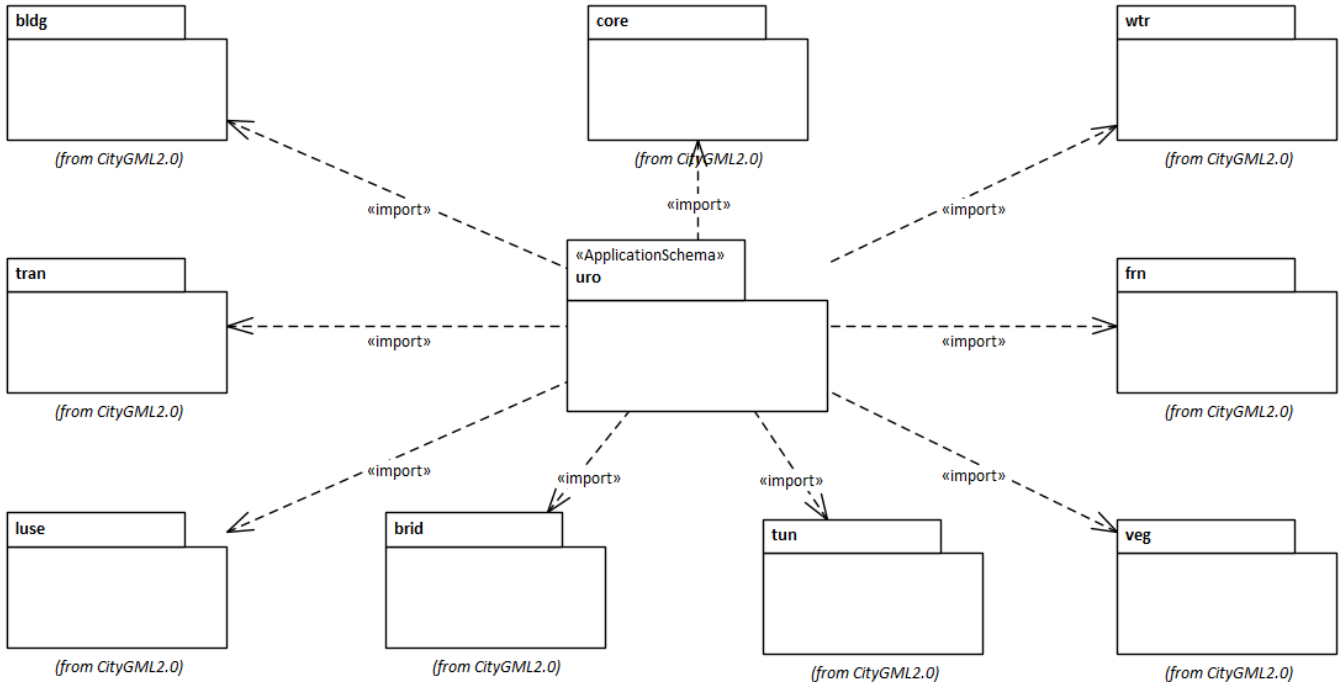 bldg
core
wtr
(from CityGML2.0)
(from CityGML2.0)
(from CityGML2.0)
«import»
«import»
«import»
«ApplicationSchema»
uro
tran
frn
«import»
«import»
(from CityGML2.0)
(from CityGML2.0)
«import»
«import»
«import»
«import»
luse
brid
tun
veg
(from CityGML2.0)
(from CityGML2.0)
(from CityGML2.0)
(from CityGML2.0)